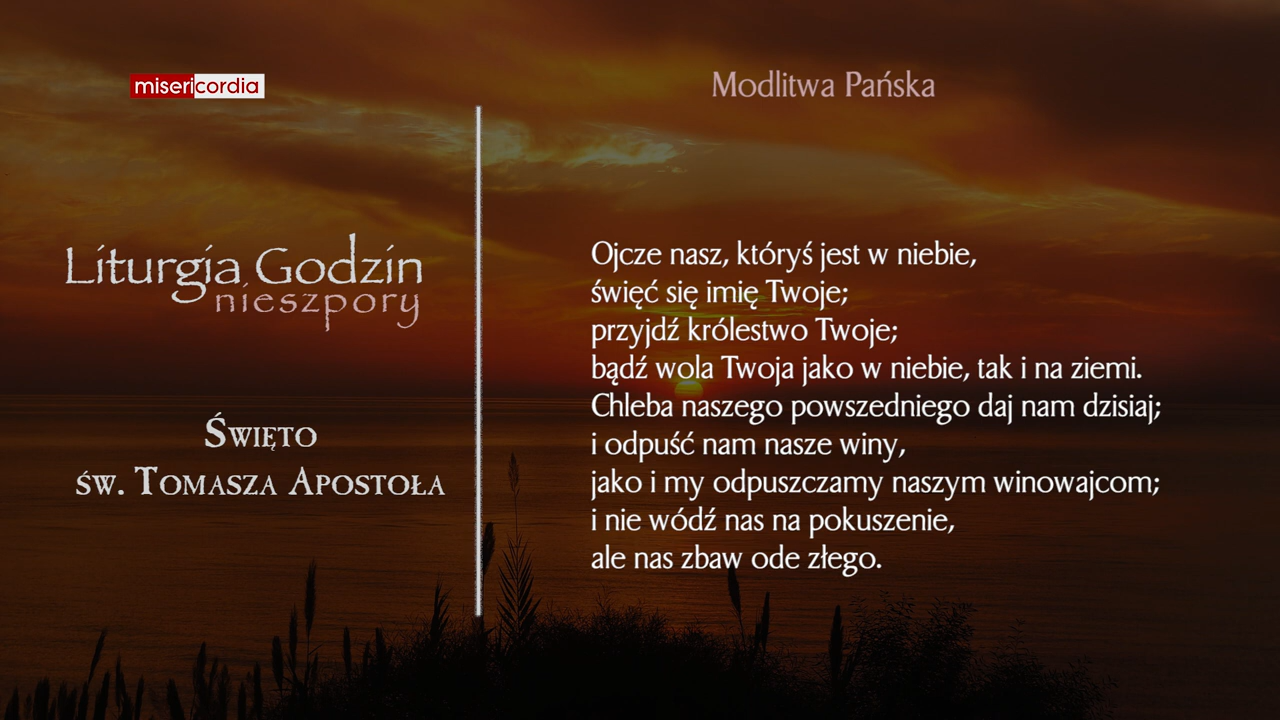 misericordia
Liturgia Godzin
nieszpory
Święto
św. Tomasza Apostoła
Modlitwa Pańska
Ojcze nasz, któryś jest w niebie,
święć się imię Twoje;
przyjdź królestwo Twoje;
bądź wola Twoja jako w niebie, tak i na ziemi.
Chleba naszego powszedniego daj nam dzisiaj;
i odpuść nam nasze winy,
jako i my odpuszczamy naszym winowajcom;
i nie wódź nas na pokuszenie,
ale nas zbaw ode złego.